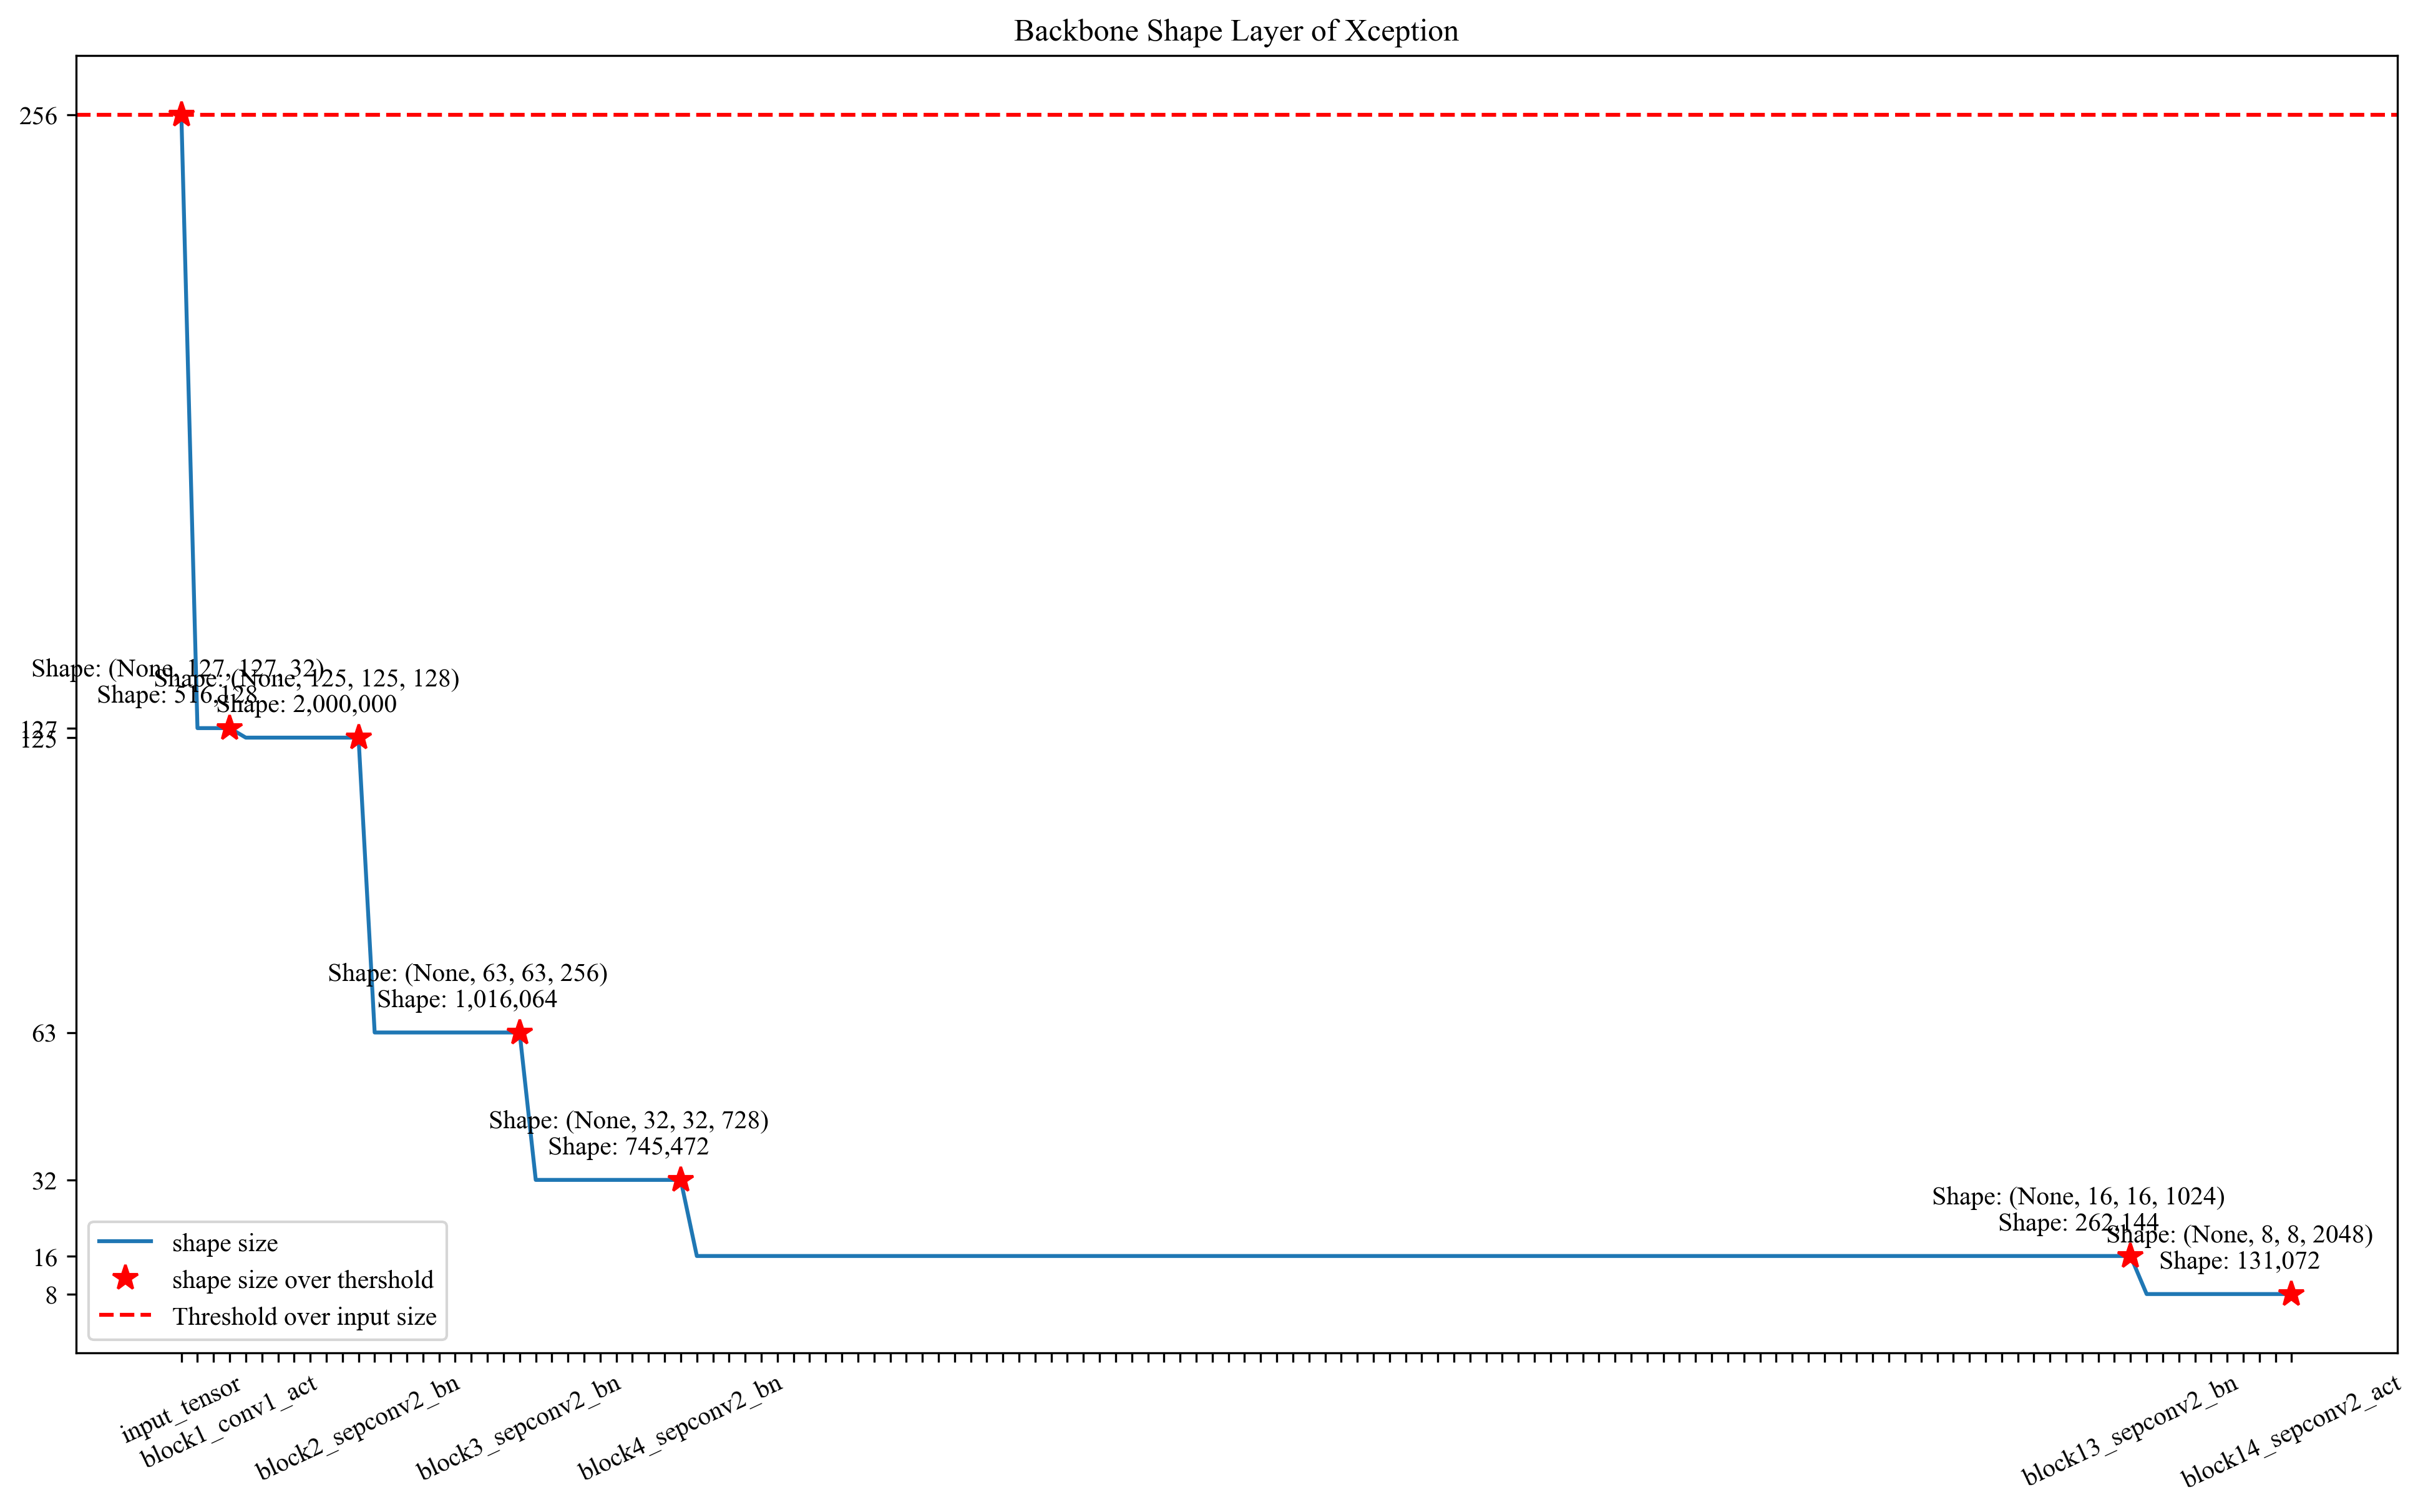 Backbone Shape Layer of Xception
256
Shape: (None, 127, 127, 32)
Shape: 516,128
Shape: (None, 125, 125, 128)
Shape: 2,000,000
127
125
Shape: (None, 63, 63, 256)
Shape: 1,016,064
63
Shape: (None, 32, 32, 728)
Shape: 745,472
32
Shape: (None, 16, 16, 1024)
Shape: 262,144
Shape: (None, 8, 8, 2048)
Shape: 131,072
16
8
shape size
shape size over thershold
Threshold over input size
input_tensor
block1_conv1_act
block2_sepconv2_bn
block3_sepconv2_bn
block4_sepconv2_bn
block13_sepconv2_bn
block14_sepconv2_act